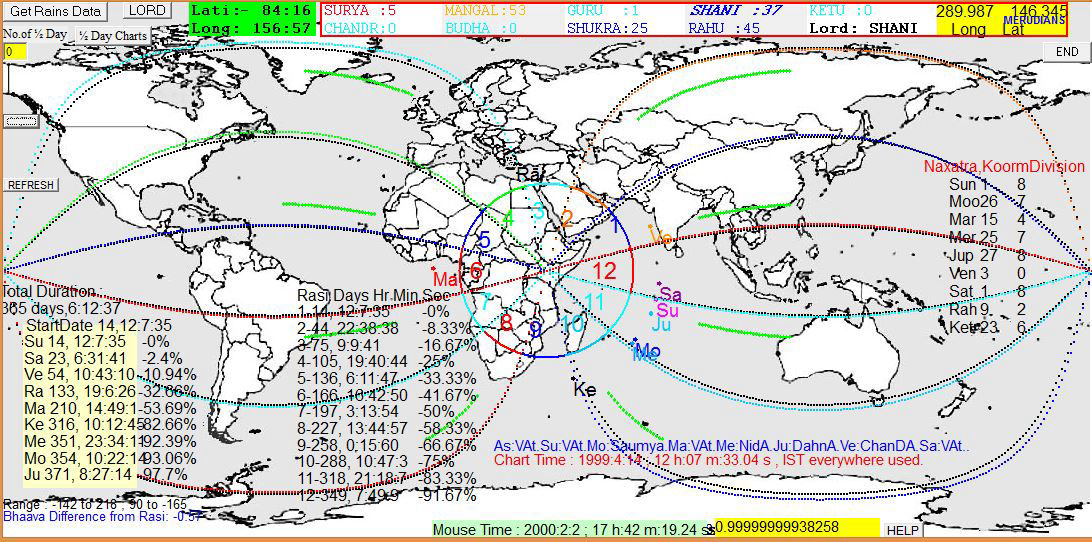 Get Rains Data LORD Lati:- 84:16 SURYA :5 MANGAL:53 GURU :1 SHANI :37 KETU :0 289.987 146.345
No.of ½ Day ½ Day Charts Long: 156:57 CHANDR:0 BUDHA :0 SHUKRA:25 RAHU :45 Lord: SHANI Long Lat MERUDIANS
0
END
REFRESH
Naxatra,KoormDivision
Sun 1 8
Moo26 7
Mar 15 4
Mer 25 7
Jup 27 8
Ven 3 0
Sat 1 8
Rah 9 2
Ket 23 6
Ra
4 3 2 1
5
6 12
7 11
8 9 10
Ve
Ma
Sa
Su
Ju
Mo
Me
Ke
Total Duration :
365 days,6:12:37
StartDate 14,12:7:35
Su 14, 12:7:35 -0%
Sa 23, 6:31:41 -2.4%
Ve 54, 10:43:10 -10.94%
Ra 133, 19:6:26 -32.66%
Ma 210, 14:49:1 -53.69%
Ke 316, 10:12:45 -82.66%
Me 351, 23:34:11 -92.39%
Mo 354, 10:22:14 -93.06%
Ju 371, 8:27:14 -97.7%
Rasi Days Hr Min Sec
1-14, 12:7:35 -0%
2-44, 22:38:38 -8.33%
3-75, 9:9:41 -16.67%
4-105, 19:40:44 -25%
5-136, 6:11:47 -33.33%
6-166, 16:42:50 -41.67%
7-197, 3:13:54 -50%
8-227, 13:44:57 -58.33%
9-258, 0:15:60 -66.67%
10-288, 10:47:3 -75%
11-318, 21:18:7 -83.33%
12-349, 7:49:9 -91.67%
Range : -142 to 218 ; 90 to -165
Bhaava Difference from Rasi: -0.57
As:VAt.Su:VAt.Mo:Saumya.Ma:VAt.Me:NidA.Ju:DahnA.Ve:ChanDA.Sa:VAt..
Chart Time : 1999:4:14 , 12 h:07 m:33.04 s , IST everywhere used.
Mouse Time : 2000:2:2 ; 17 h:42 m:19.24 s 0.99999999938258 HELP